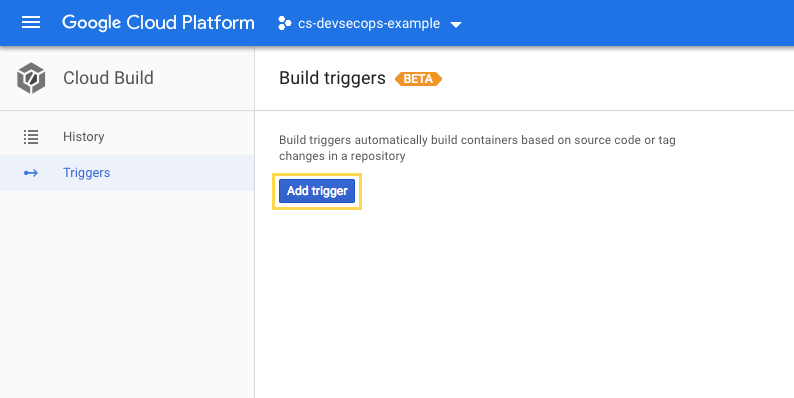 Google Cloud Platform cs-devsecops-example
Cloud Build
Build triggers BETA
History
Triggers
Build triggers automatically build containers based on source code or tag
changes in a repository
Add trigger